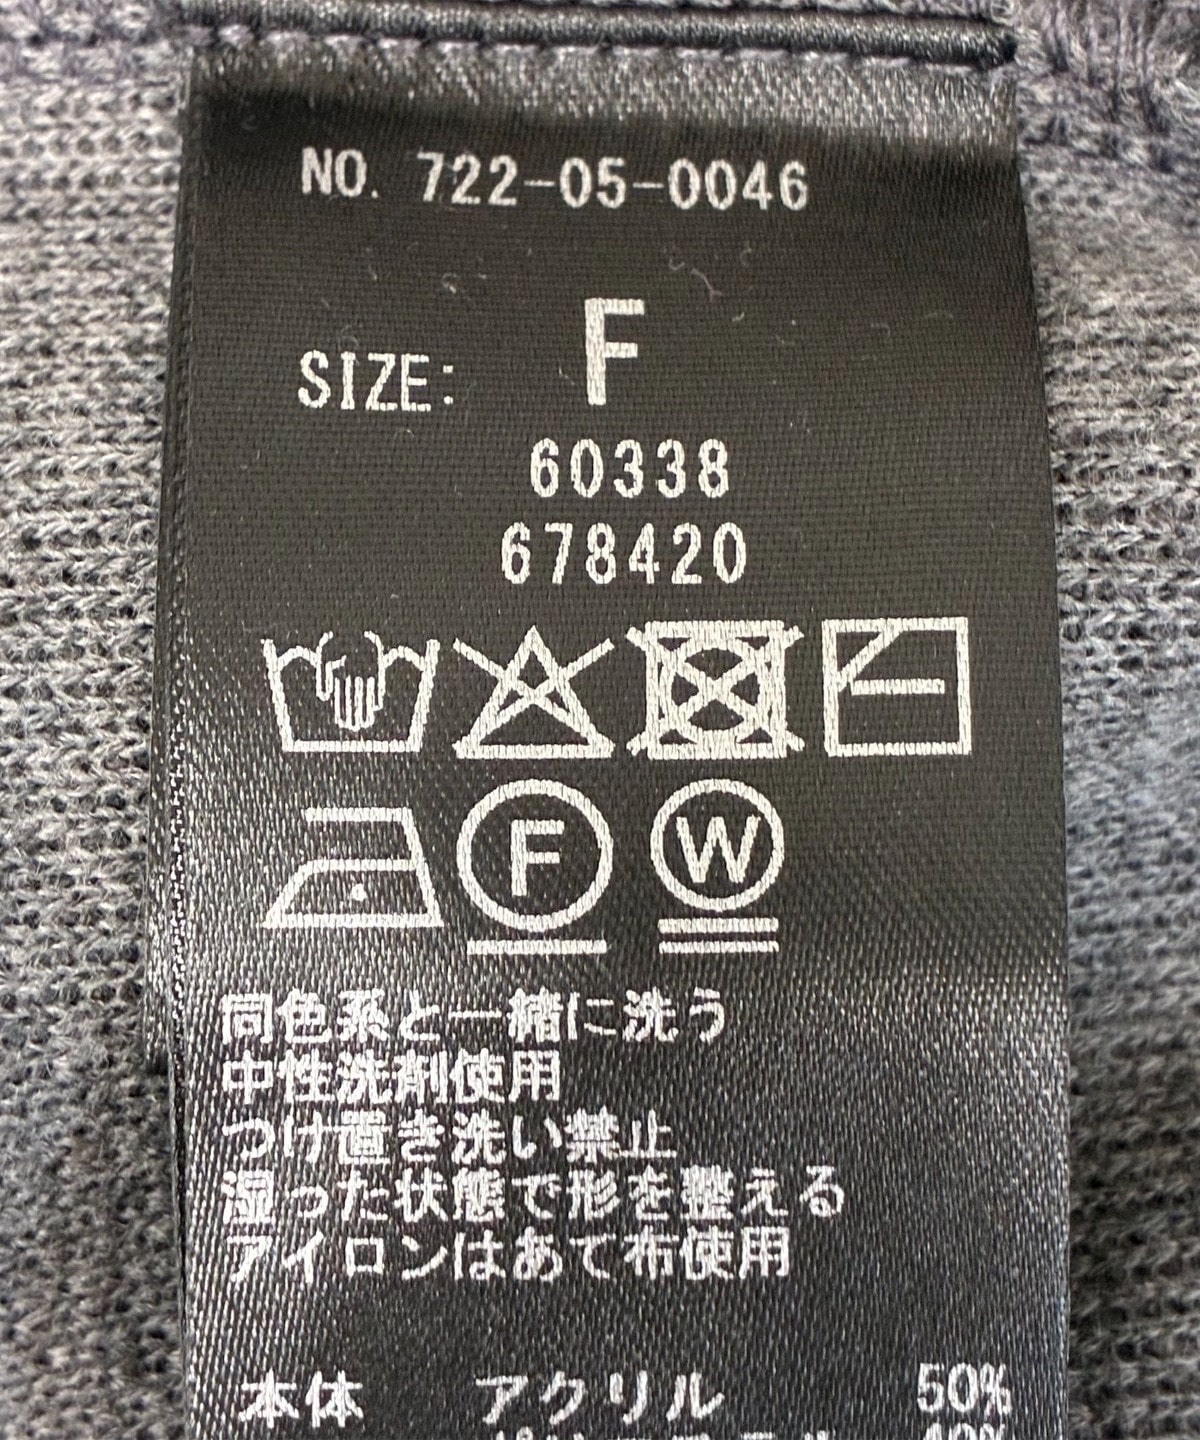 NO. 722-05-0046
SIZE: F
60338
678420
F W
同色系と一緒に洗う
中性洗剤使用
つけ置き洗い禁止
湿った状態で形を整える
アイロンはあて布使用
本体 アクリル 50%